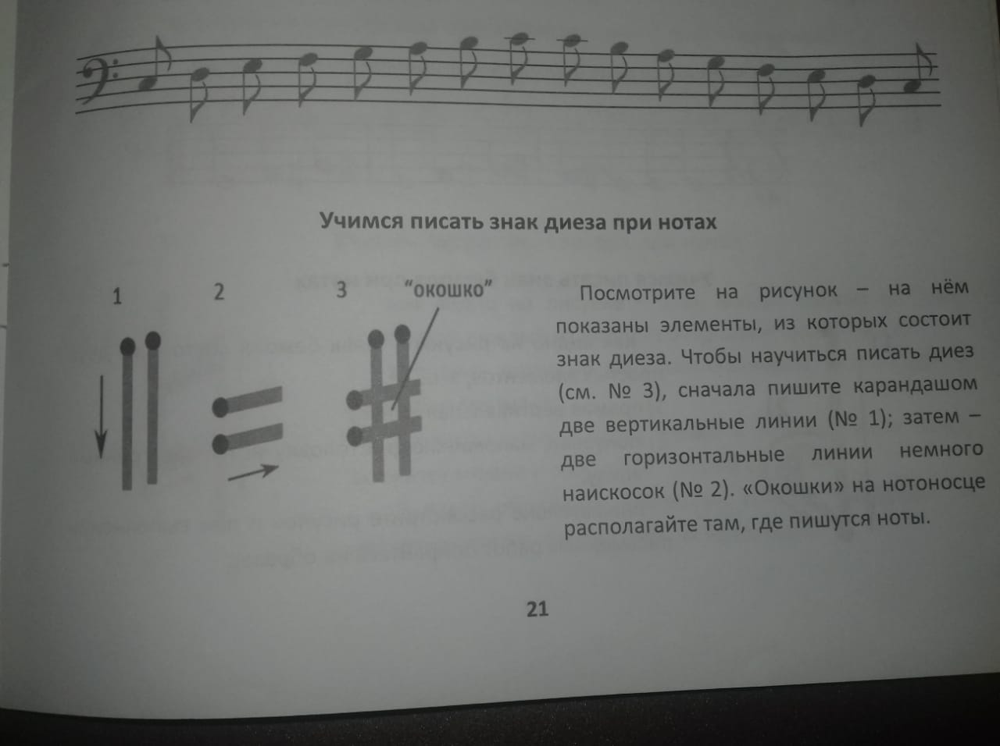 Учимся писать знак диеза при нотах
1 2 3 “окошко”
Посмотрите на рисунок – на нём
показаны элементы, из которых состоит
знак диеза. Чтобы научиться писать диез
(см. № 3), сначала пишите карандашом
две вертикальные линии (№ 1); затем –
две горизонтальные линии немного
наискосок (№ 2). «Окошки» на нотоносце
располагайте там, где пишутся ноты.
21